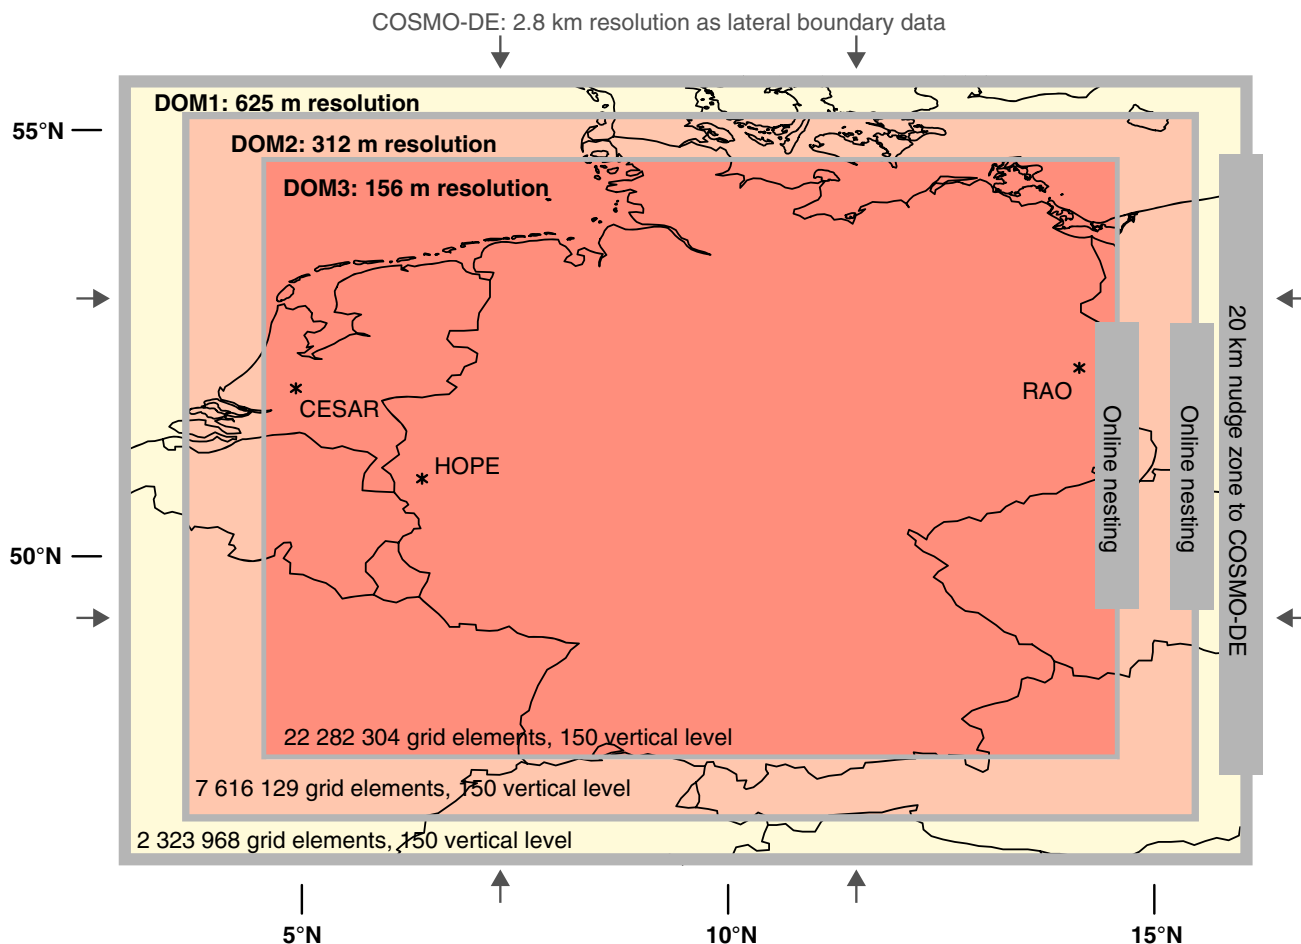 COSMO-DE: 2.8 km resolution as lateral boundary data
DOM1: 625 m resolution
55°N
DOM2: 312 m resolution
DOM3: 156 m resolution
CESAR
RAO
HOPE
Online nesting
Online nesting
20 km nudge zone to COSMO-DE
50°N
22 282 304 grid elements, 150 vertical level
7 616 129 grid elements, 150 vertical level
2 323 968 grid elements, 150 vertical level
5°N
10°N
15°N